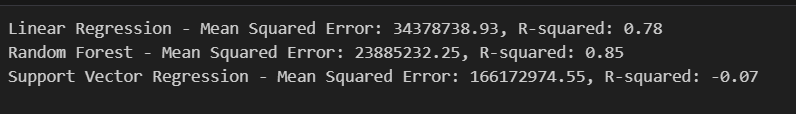 Linear Regression - Mean Squared Error: 34378738.93, R-squared: 0.78
Random Forest - Mean Squared Error: 23885232.25, R-squared: 0.85
Support Vector Regression - Mean Squared Error: 166172974.55, R-squared: -0.07